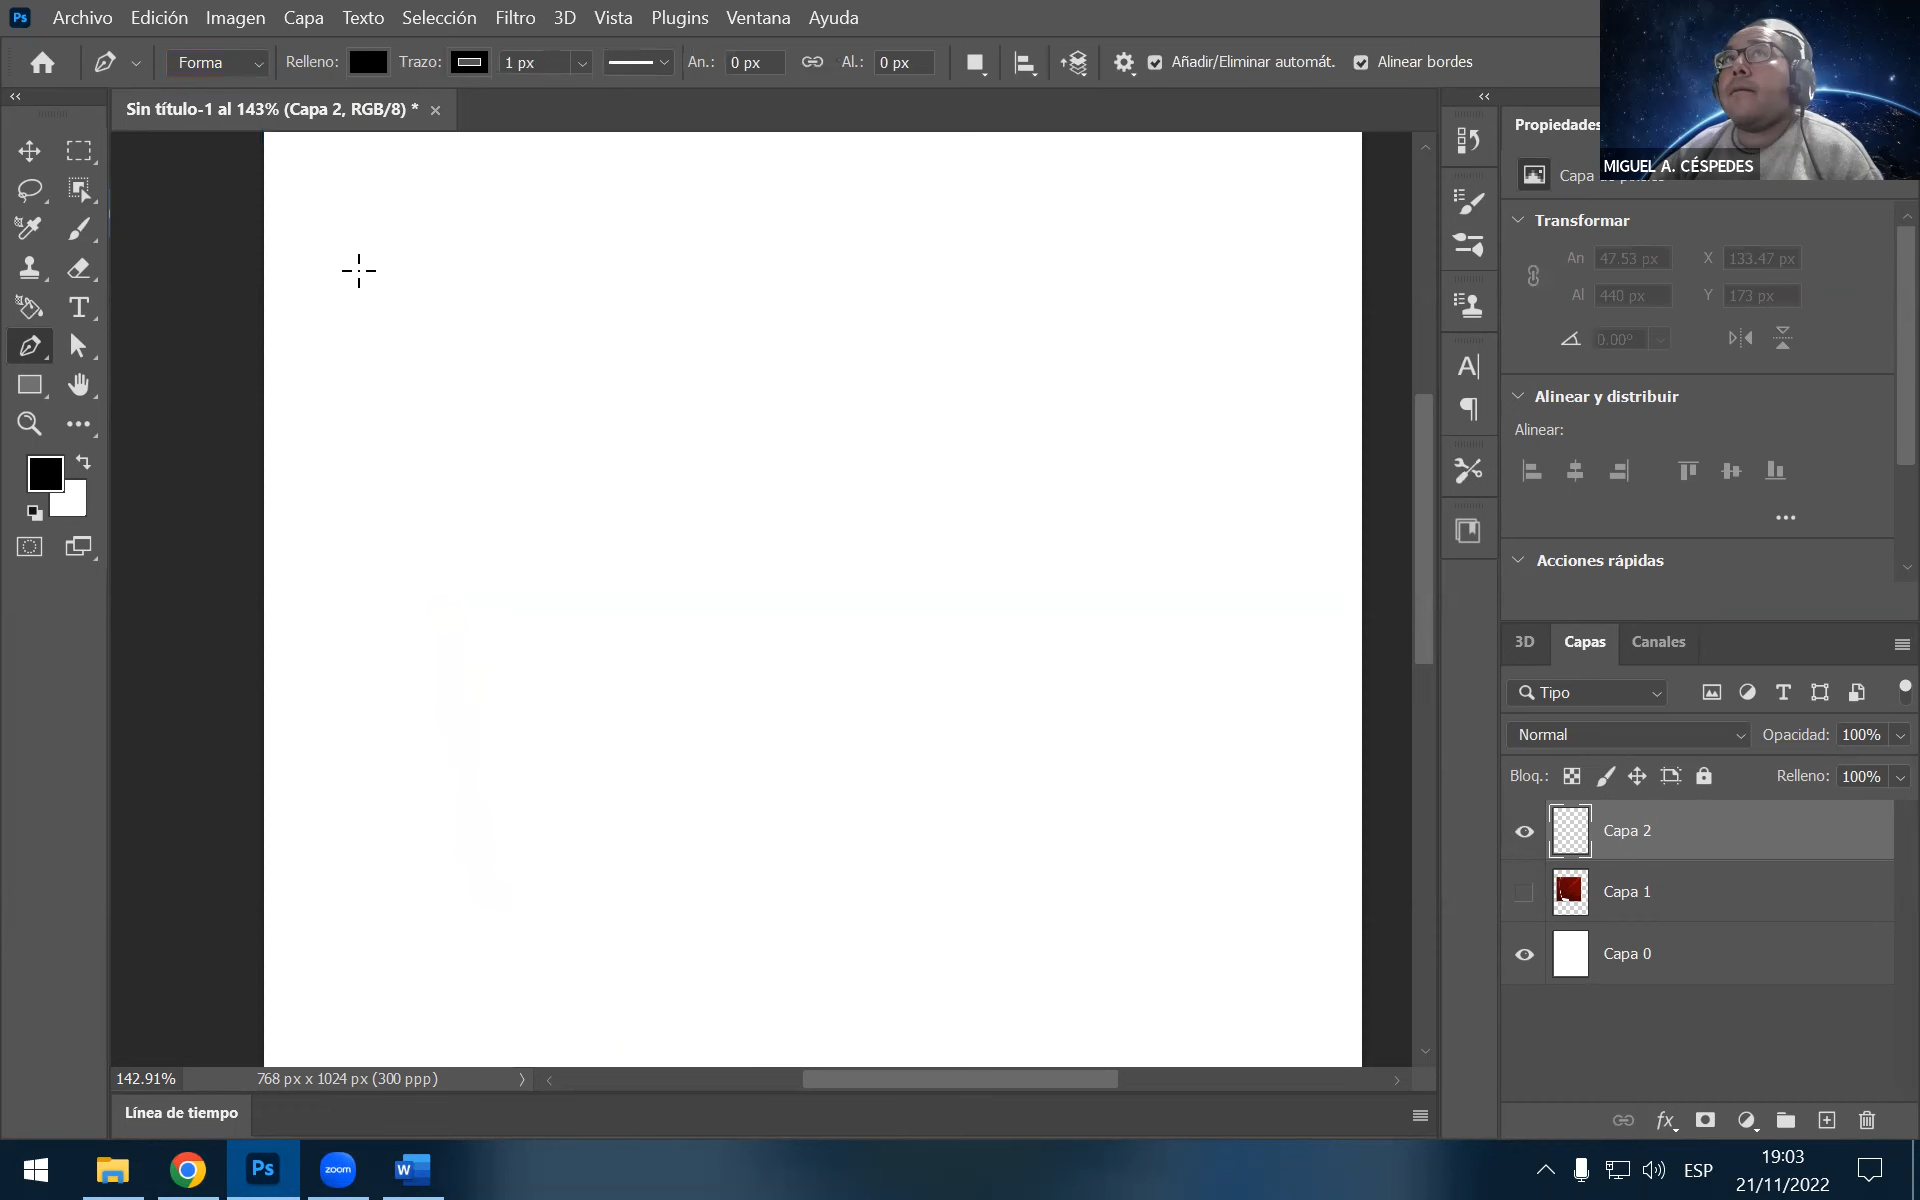 Ps Archivo Edición Imagen Capa Texto Selección Filtro 3D Vista Plugins Ventana Ayuda
Forma Relleno: Trazo: 1 px An.: 0 px Al.: 0 px Añadir/Eliminar automát. Alinear bordes
Sin título-1 al 143% (Capa 2, RGB/8) *
Propiedades
MIGUEL A. CÉSPEDES
Capa de
Transformar
An 47.53 px X 133.47 px
Al 440 px Y 173 px
0.00°
Alinear y distribuir
Alinear:
Acciones rápidas
3D Capas Canales
Tipo
Normal Opacidad: 100%
Bloq.: Relleno: 100%
Capa 2
Capa 1
Capa 0
142.91% 768 px x 1024 px (300 ppp)
Línea de tiempo
Ps zoom W ESP 19:03
21/11/2022